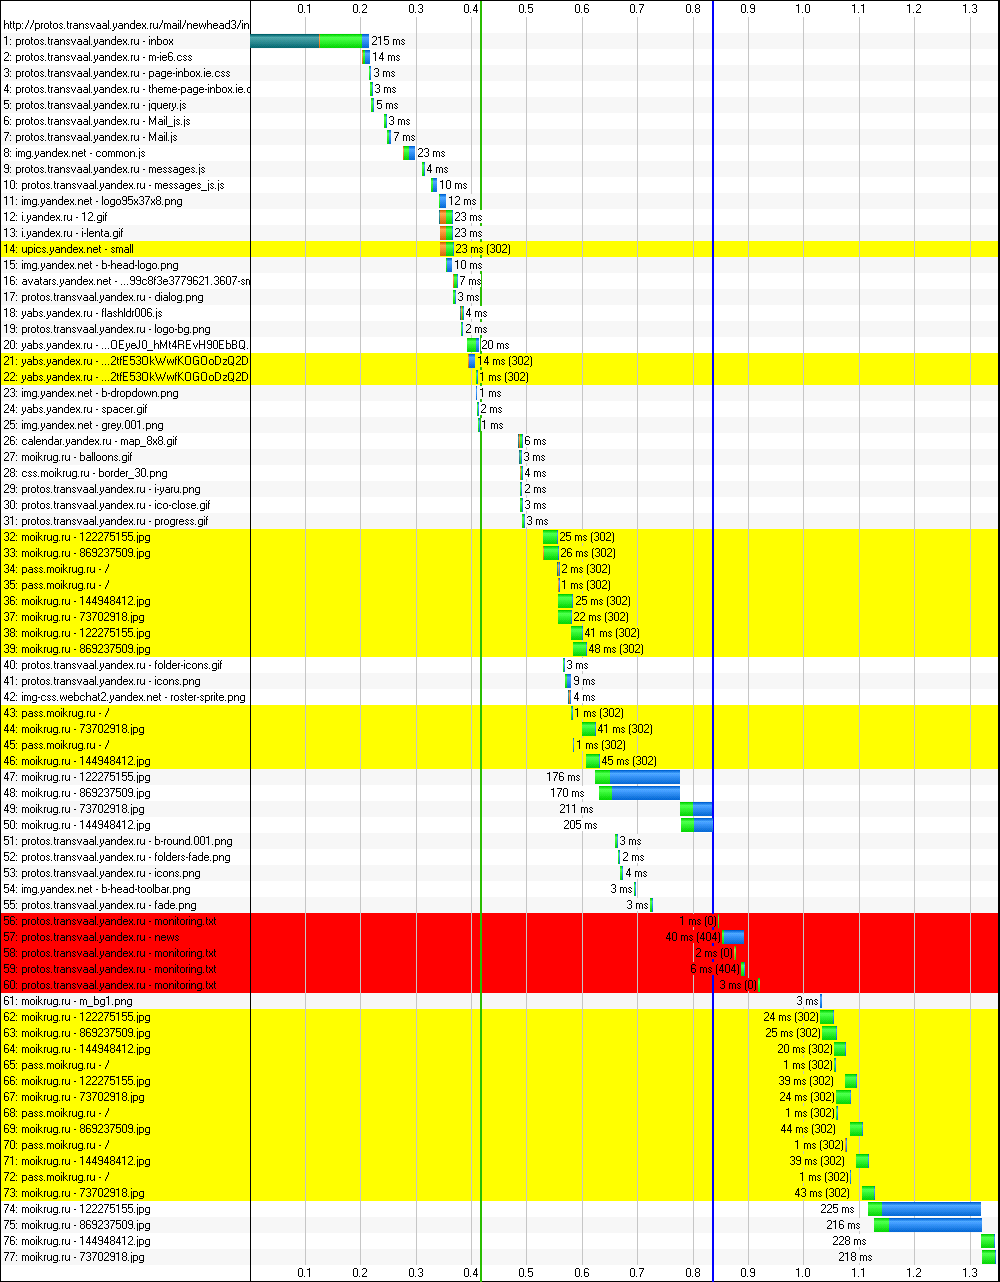 0.1 0.2 0.3 0.4 0.5 0.6 0.7 0.8 0.9 1.0 1.1 1.2 1.3
http://protos.transvaal.yandex.ru/mail/newhead3/in
1: protos.transvaal.yandex.ru - inbox 215 ms
2: protos.transvaal.yandex.ru - m-ie6.css 14 ms
3: protos.transvaal.yandex.ru - page-inbox.ie.css 3 ms
4: protos.transvaal.yandex.ru - theme-page-inbox.ie.c 3 ms
5: protos.transvaal.yandex.ru - jquery.js 5 ms
6: protos.transvaal.yandex.ru - Mail_js.js 3 ms
7: protos.transvaal.yandex.ru - Mail.js 7 ms
8: img.yandex.net - common.js 23 ms
9: protos.transvaal.yandex.ru - messages.js 4 ms
10: protos.transvaal.yandex.ru - messages_js.js 10 ms
11: img.yandex.net - logo95x37x8.png 12 ms
12: i.yandex.ru - 12.gif 23 ms
13: i.yandex.ru - i-lenta.gif 23 ms
14: upics.yandex.net - small 23 ms (302)
15: img.yandex.net - b-head-logo.png 10 ms
16: avatars.yandex.net - ...99c8f3e3779621.3607-sm 7 ms
17: protos.transvaal.yandex.ru - dialog.png 3 ms
18: yabs.yandex.ru - flashldr006.js 4 ms
19: protos.transvaal.yandex.ru - logo-bg.png 2 ms
20: yabs.yandex.ru - ...OEyeJ0_hMt4REvH90EbBQ. 20 ms
21: yabs.yandex.ru - ...2tfE53OkWwfKOGOoDzQ2D 14 ms (302)
22: yabs.yandex.ru - ...2tfE53OkWwfKOGOoDzQ2D 1 ms (302)
23: img.yandex.net - b-dropdown.png 1 ms
24: yabs.yandex.ru - spacer.gif 2 ms
25: img.yandex.net - grey.001.png 1 ms
26: calendar.yandex.ru - map_8x8.gif 6 ms
27: moikrug.ru - balloons.gif 3 ms
28: css.moikrug.ru - border_30.png 4 ms
29: protos.transvaal.yandex.ru - i-yaru.png 2 ms
30: protos.transvaal.yandex.ru - ico-close.gif 3 ms
31: protos.transvaal.yandex.ru - progress.gif 3 ms
32: moikrug.ru - 122275155.jpg 25 ms (302)
33: moikrug.ru - 869237509.jpg 26 ms (302)
34: pass.moikrug.ru - / 2 ms (302)
35: pass.moikrug.ru - / 1 ms (302)
36: moikrug.ru - 144948412.jpg 25 ms (302)
37: moikrug.ru - 73702918.jpg 22 ms (302)
38: moikrug.ru - 122275155.jpg 41 ms (302)
39: moikrug.ru - 869237509.jpg 48 ms (302)
40: protos.transvaal.yandex.ru - folder-icons.gif 3 ms
41: protos.transvaal.yandex.ru - icons.png 9 ms
42: img-css.webchat2.yandex.net - roster-sprite.png 4 ms
43: pass.moikrug.ru - / 1 ms (302)
44: moikrug.ru - 73702918.jpg 41 ms (302)
45: pass.moikrug.ru - / 1 ms (302)
46: moikrug.ru - 144948412.jpg 45 ms (302)
47: moikrug.ru - 122275155.jpg 176 ms
48: moikrug.ru - 869237509.jpg 170 ms
49: moikrug.ru - 73702918.jpg 211 ms
50: moikrug.ru - 144948412.jpg 205 ms
51: protos.transvaal.yandex.ru - b-round.001.png 3 ms
52: protos.transvaal.yandex.ru - folders-fade.png 2 ms
53: protos.transvaal.yandex.ru - icons.png 4 ms
54: img.yandex.net - b-head-toolbar.png 3 ms
55: protos.transvaal.yandex.ru - fade.png 3 ms
56: protos.transvaal.yandex.ru - monitoring.txt 1 ms (0)
57: protos.transvaal.yandex.ru - news 40 ms (404)
58: protos.transvaal.yandex.ru - monitoring.txt 2 ms (0)
59: protos.transvaal.yandex.ru - monitoring.txt 6 ms (404)
60: protos.transvaal.yandex.ru - monitoring.txt 3 ms (0)
61: moikrug.ru - m_bg1.png 3 ms
62: moikrug.ru - 122275155.jpg 24 ms (302)
63: moikrug.ru - 869237509.jpg 25 ms (302)
64: moikrug.ru - 144948412.jpg 20 ms (302)
65: pass.moikrug.ru - / 1 ms (302)
66: moikrug.ru - 122275155.jpg 39 ms (302)
67: moikrug.ru - 73702918.jpg 24 ms (302)
68: pass.moikrug.ru - / 1 ms (302)
69: moikrug.ru - 869237509.jpg 44 ms (302)
70: pass.moikrug.ru - / 1 ms (302)
71: moikrug.ru - 144948412.jpg 39 ms (302)
72: pass.moikrug.ru - / 1 ms (302)
73: moikrug.ru - 73702918.jpg 43 ms (302)
74: moikrug.ru - 122275155.jpg 225 ms
75: moikrug.ru - 869237509.jpg 216 ms
76: moikrug.ru - 144948412.jpg 228 ms
77: moikrug.ru - 73702918.jpg 218 ms
0.1 0.2 0.3 0.4 0.5 0.6 0.7 0.8 0.9 1.0 1.1 1.2 1.3